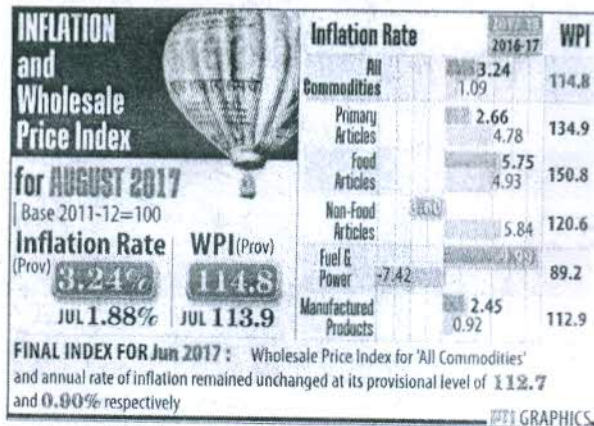 INFLATION
and
Wholesale
Price Index
for AUGUST 2017
Base 2011-12=100
Inflation Rate
(Prov)
3.24%
JUL 1.88%
WPI (Prov)
114.8
JUL 113.9
Inflation Rate
2016-17
WPI
All Commodities 3.24 1.09 114.8
Primary Articles 2.66 4.78 134.9
Food Articles 5.75 4.93 150.8
Non-Food Articles 5.84 120.6
Fuel & Power -7.42 89.2
Manufactured Products 2.45 0.92 112.9
FINAL INDEX FOR Jun 2017 : Wholesale Price Index for 'All Commodities'
and annual rate of inflation remained unchanged at its provisional level of 112.7
and 0.90% respectively
PTI GRAPHICS